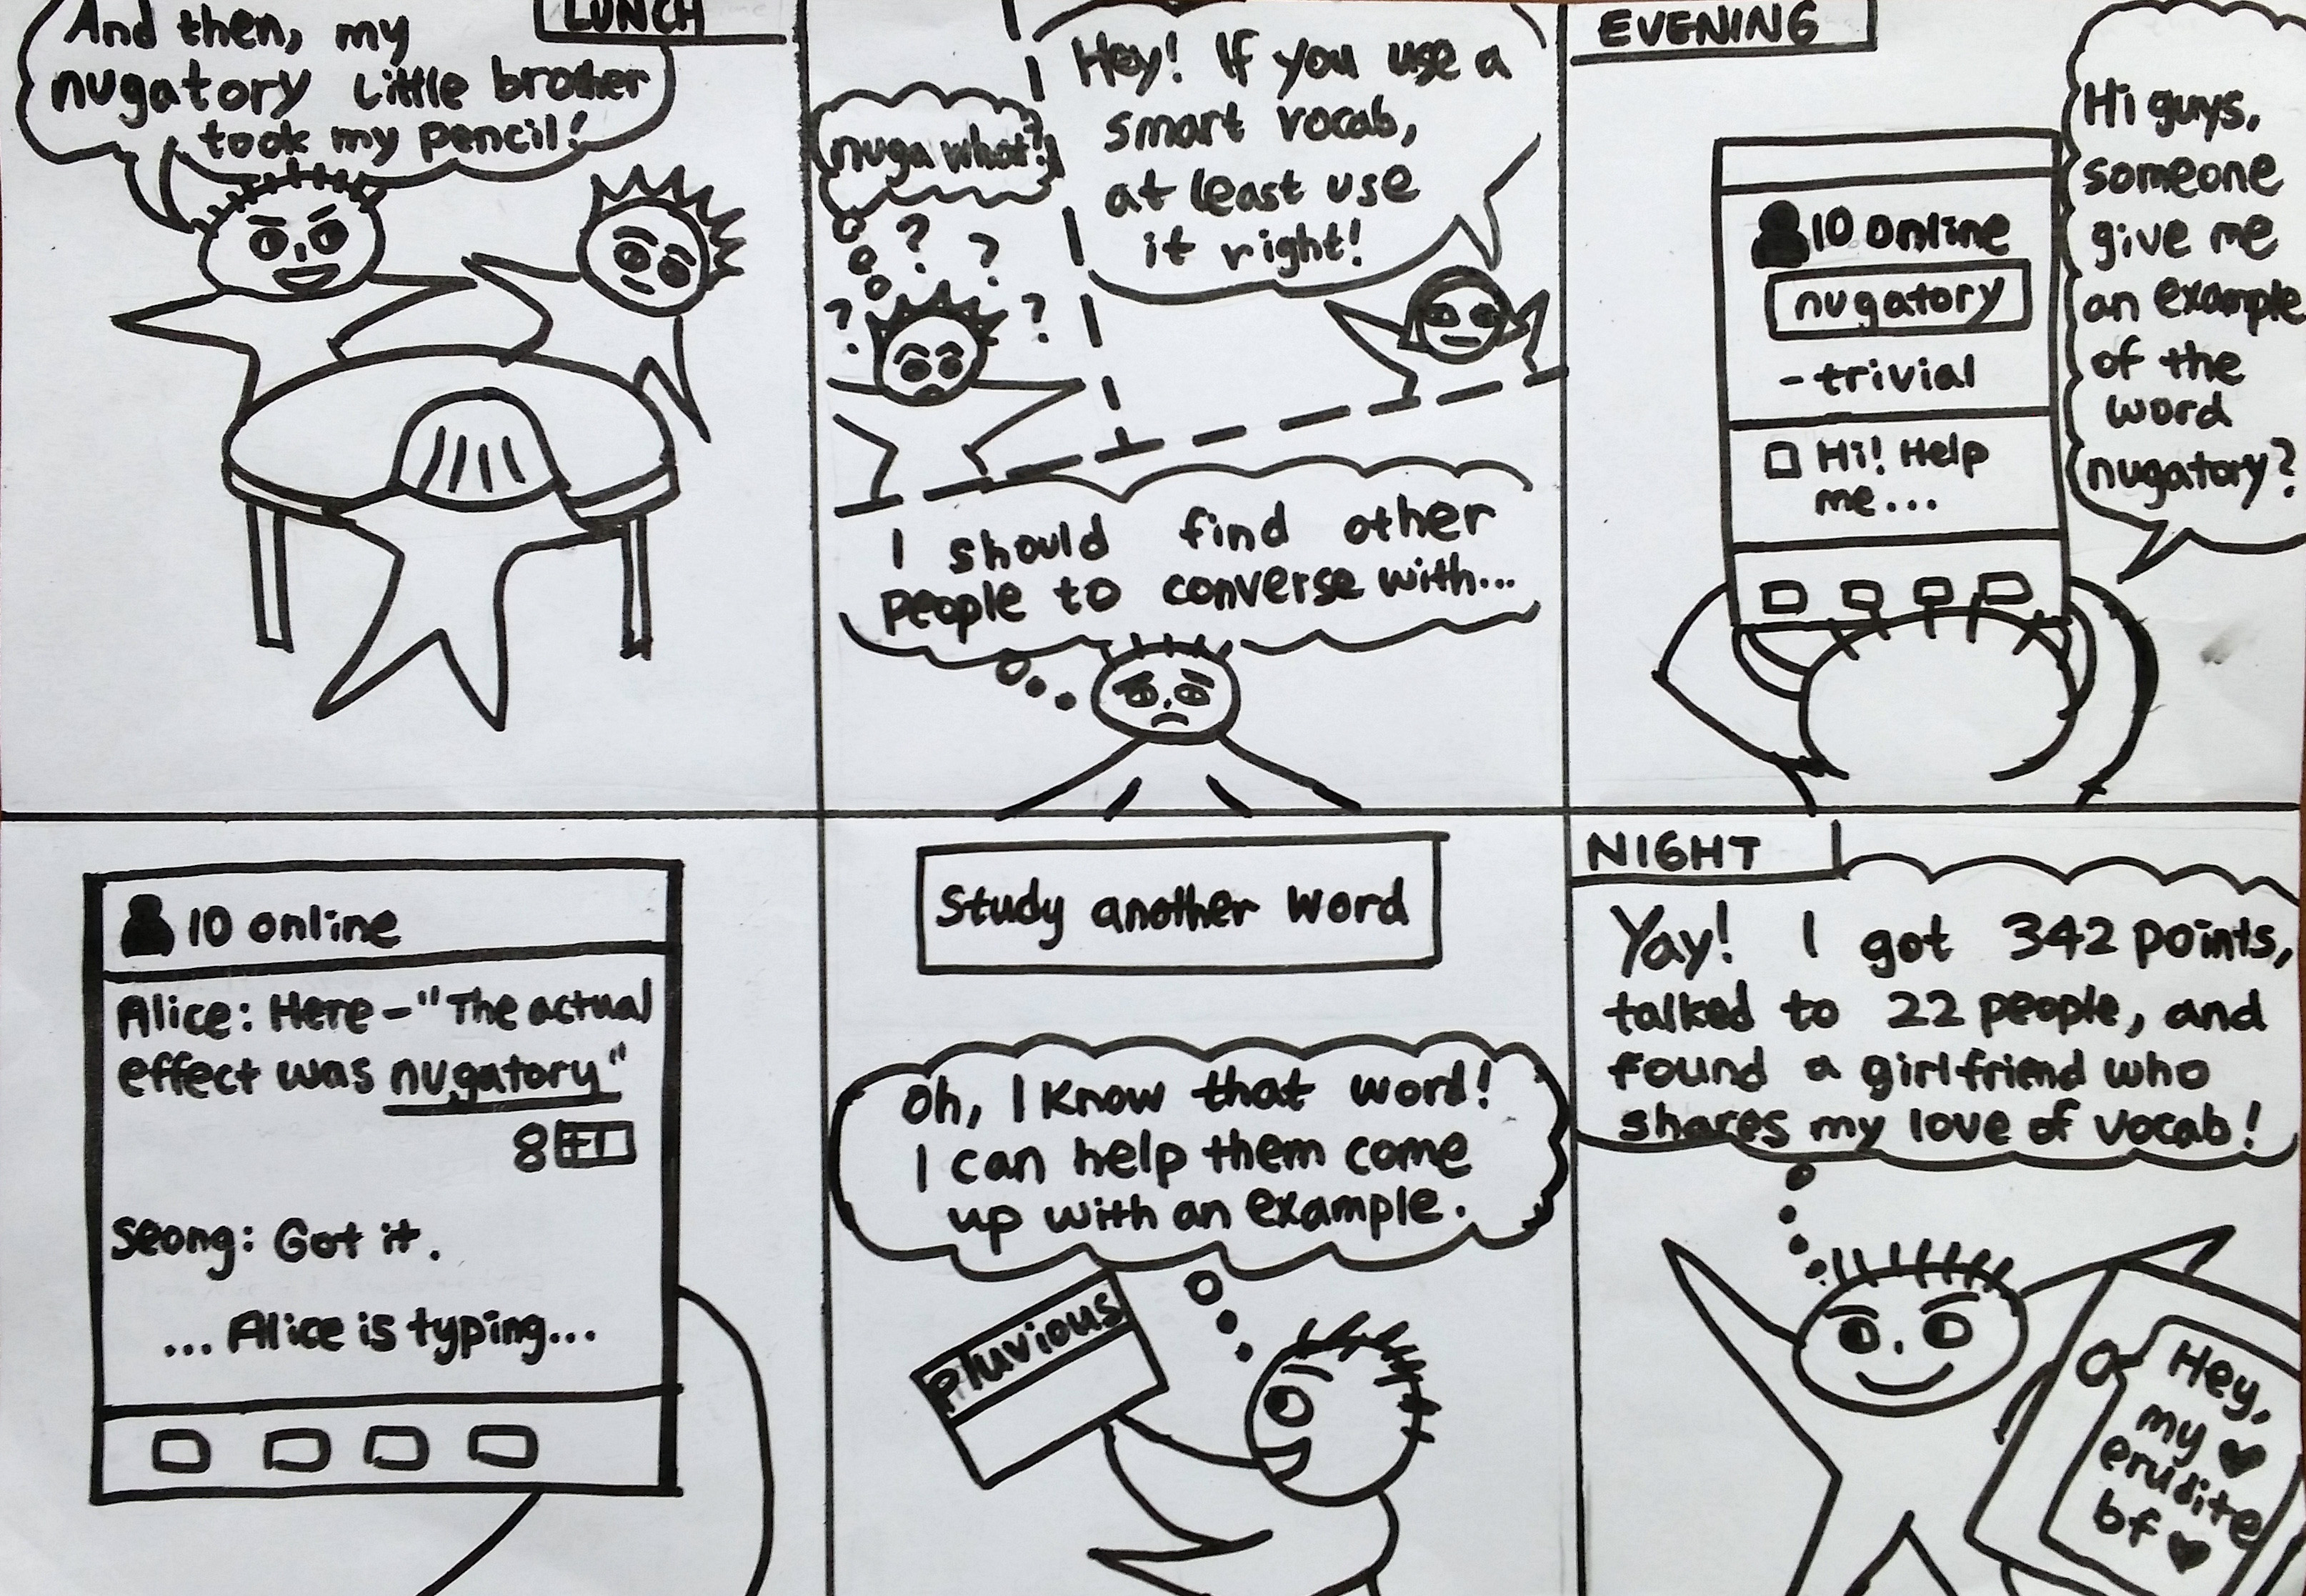 LUNCH
And then, my
nugatory little brother
took my pencil!
nuga what?
? ? ? ?
Hey! If you use a
smart vocab,
at least use
it right!
I should find other
people to converse with...
EVENING
10 online
nugatory
- trivial
Hi! Help
me...
Hi guys,
someone
give me
an example
of the
word
nugatory?
10 online
Alice: Here - "The actual
effect was nugatory"
8 +1
Seong: Got it.
... Alice is typing...
Study another word
Oh, I know that word!
I can help them come
up with an example.
Pluvious
NIGHT
Yay! I got 342 points,
talked to 22 people, and
found a girlfriend who
shares my love of vocab!
Hey,
my ♥
erudite
bf ♥